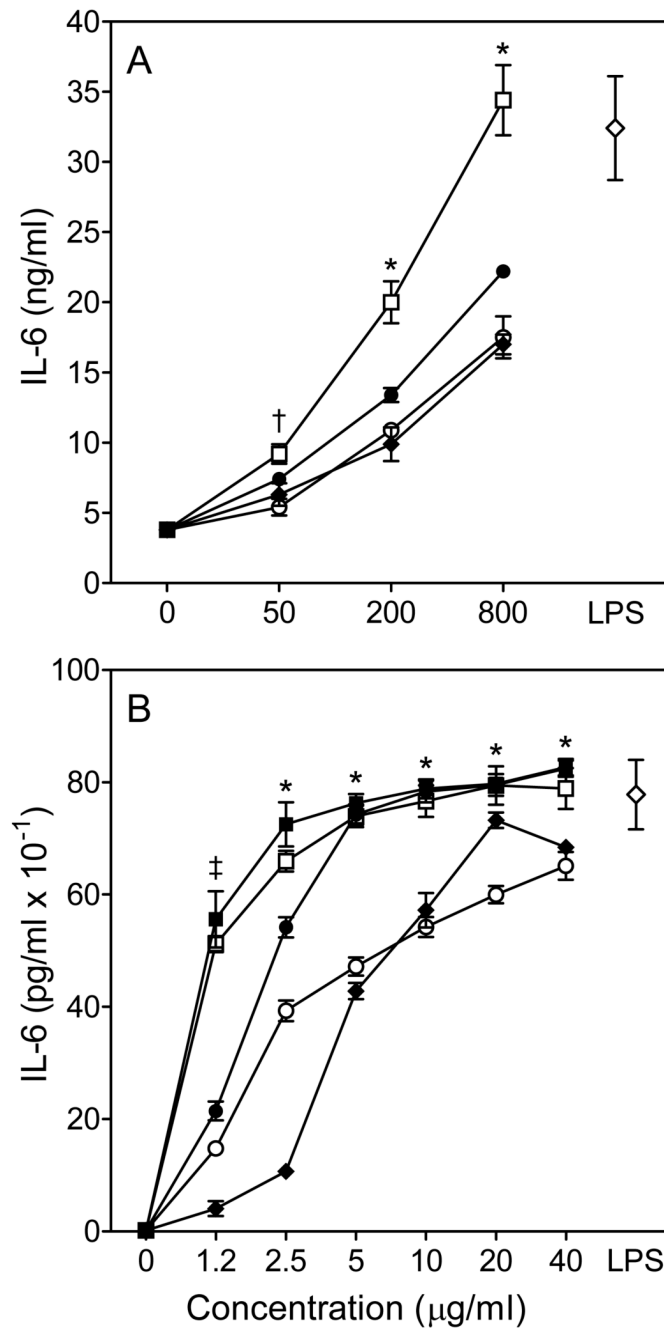 A
40
35
30
25
20
15
10
5
0
IL-6 (ng/ml)
*
*
†
0 50 200 800 LPS
B
100
80
60
40
20
0
IL-6 (pg/ml x 10⁻¹)
‡ * * * * *
0 1.2 2.5 5 10 20 40 LPS
Concentration (μg/ml)